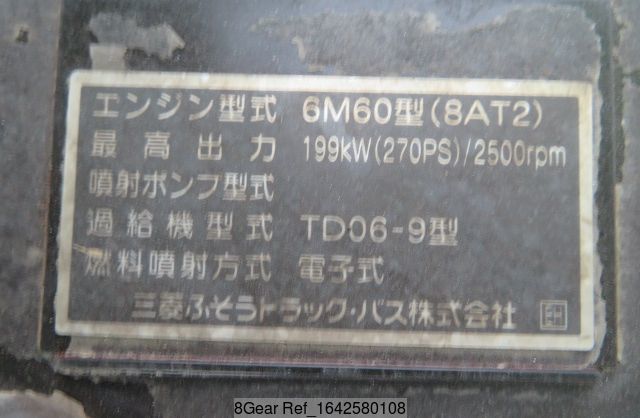 エンジン型式 6M60型(8AT2)
最高出力 199kW(270PS)/2500rpm
噴射ポンプ型式
過給機型式 TD06-9型
燃料噴射方式 電子式
三菱ふそうトラック・バス株式会社
8Gear Ref_1642580108